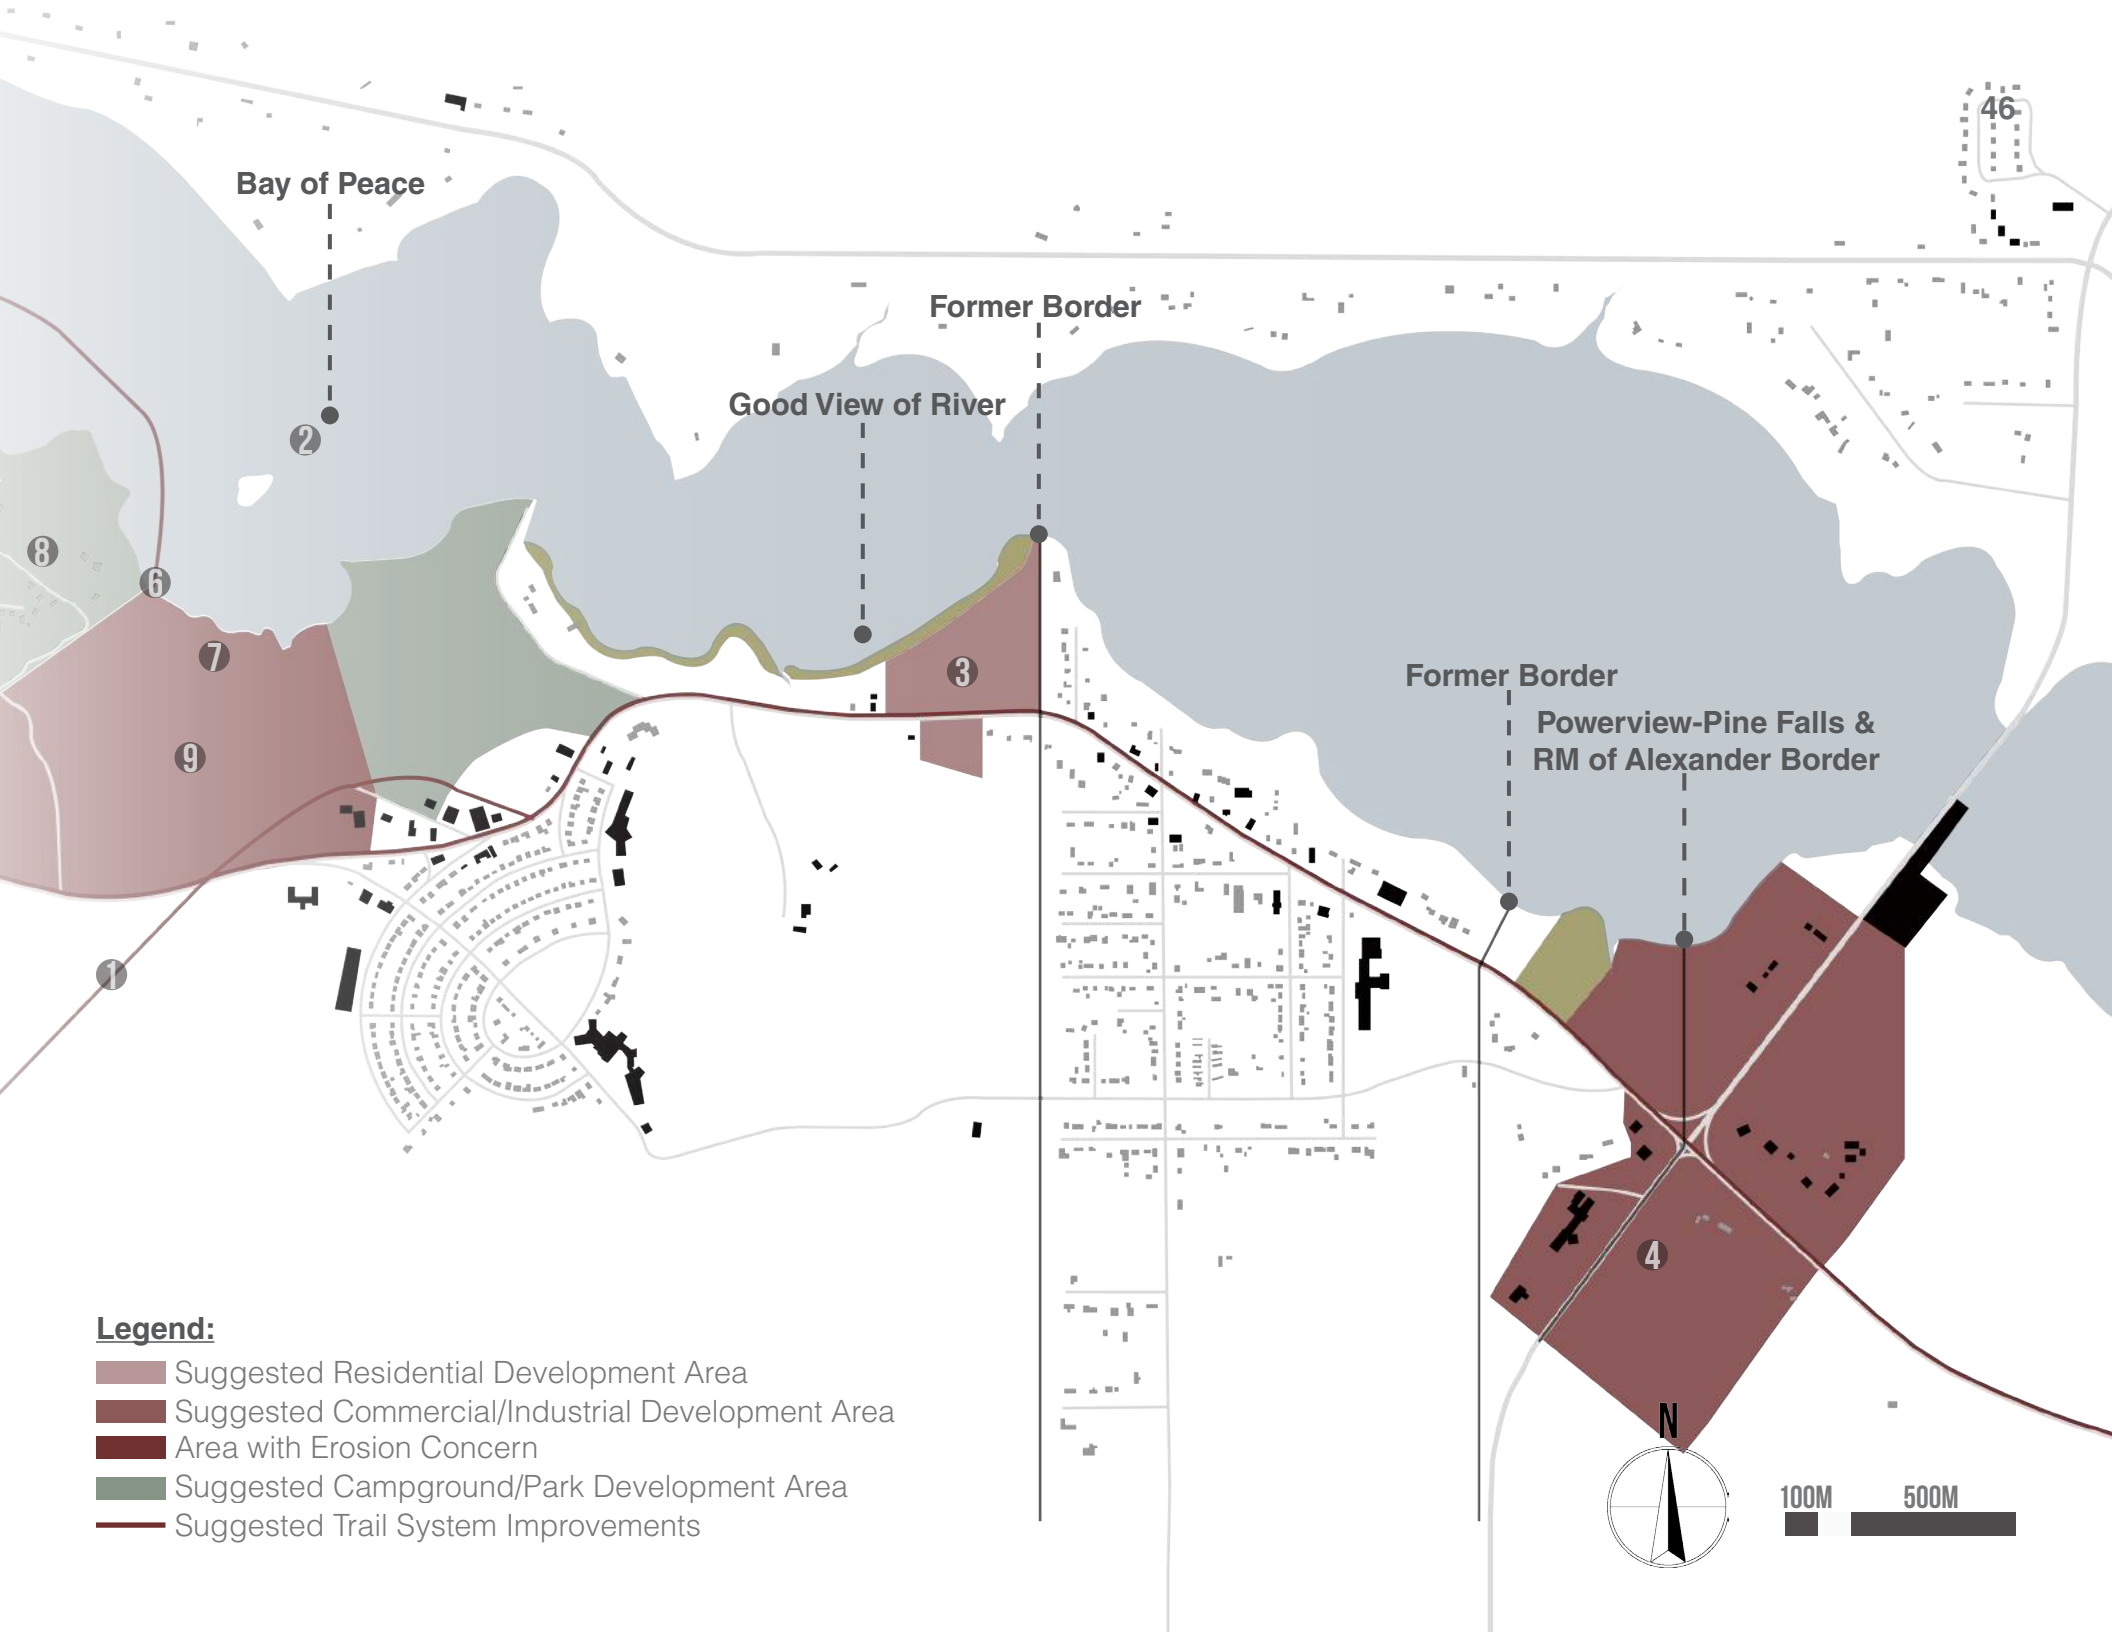 46
Bay of Peace
Former Border
Good View of River
2
8
6
7
3
Former Border
Powerview-Pine Falls &
RM of Alexander Border
9
1
4
Legend:
Suggested Residential Development Area
Suggested Commercial/Industrial Development Area
Area with Erosion Concern
Suggested Campground/Park Development Area
Suggested Trail System Improvements
N
100M 500M